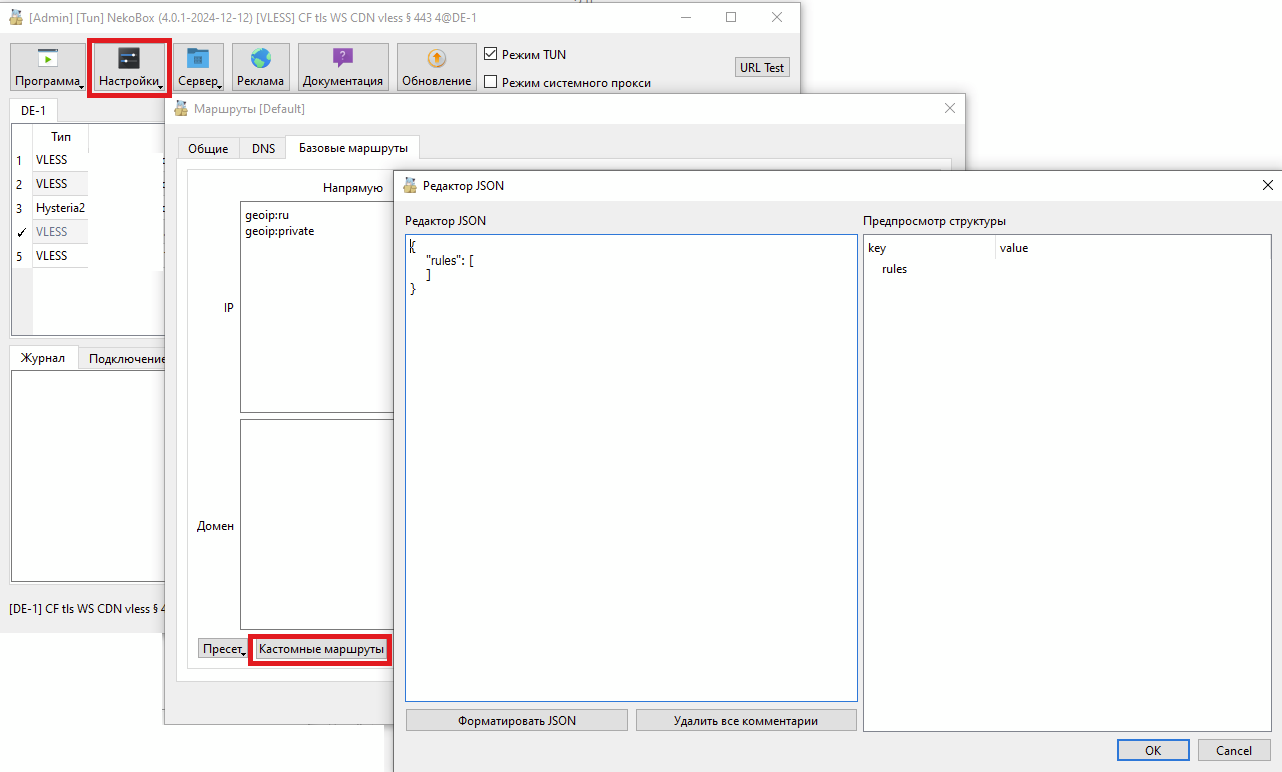 [Admin] [Tun] NekoBox (4.0.1-2024-12-12) [VLESS] CF tls WS CDN vless § 443 4@DE-1
Программа
Настройки
Сервер
Реклама
Документация
Обновление
Режим TUN
Режим системного прокси
URL Test
DE-1
Тип
1 VLESS
2 VLESS
3 Hysteria2
✓ VLESS
5 VLESS
Журнал
Подключение
[DE-1] CF tls WS CDN vless § 4
Маршруты [Default]
Общие
DNS
Базовые маршруты
Напрямую
IP
geoip:ru
geoip:private
Домен
Пресет
Кастомные маршруты
Редактор JSON
Редактор JSON
{
"rules": [
]
}
Форматировать JSON
Удалить все комментарии
Предпросмотр структуры
key value
rules
OK
Cancel